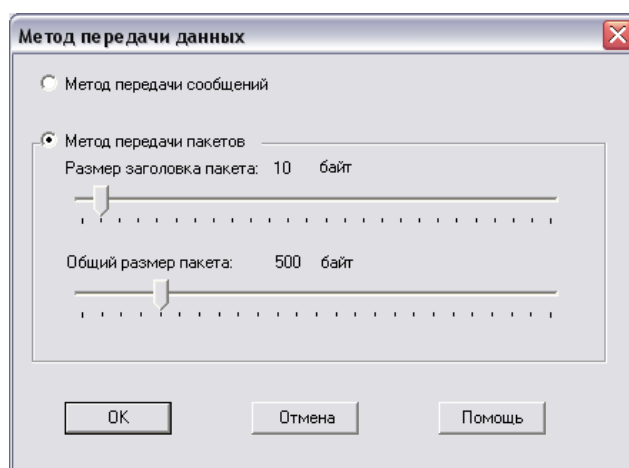 Метод передачи данных
Метод передачи сообщений
Метод передачи пакетов
Размер заголовка пакета: 10 байт
Общий размер пакета: 500 байт
OK Отмена Помощь